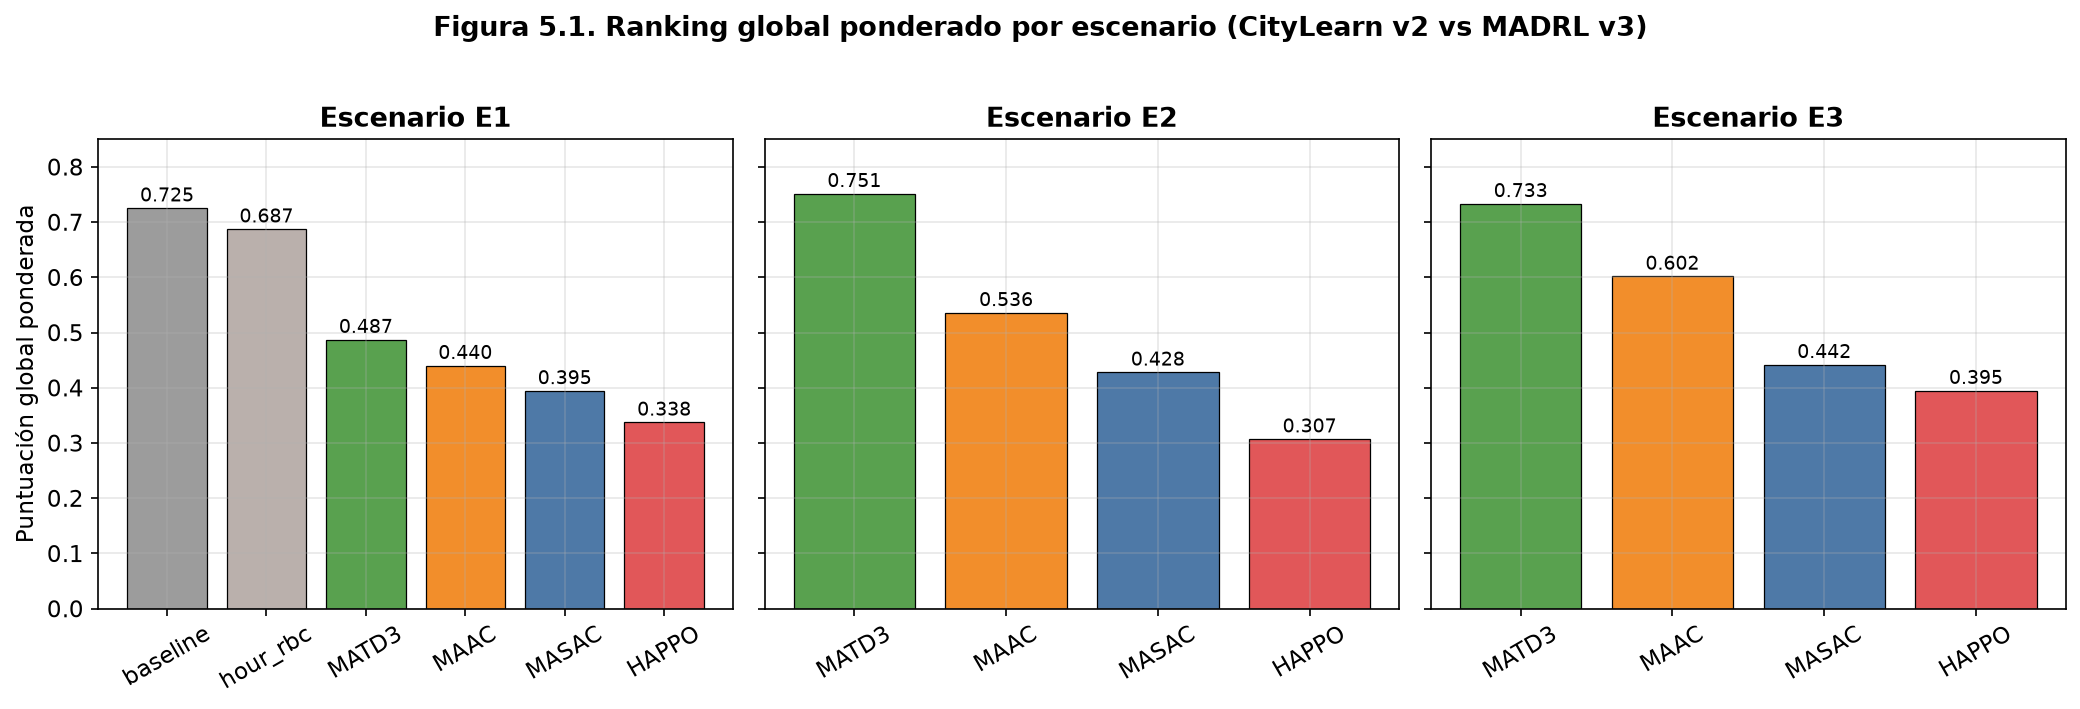 Figura 5.1. Ranking global ponderado por escenario (CityLearn v2 vs MADRL v3)
Escenario E1
Puntuación global ponderada
0.8
0.7
0.6
0.5
0.4
0.3
0.2
0.1
0.0
0.725
0.687
0.487
0.440
0.395
0.338
baseline
hour_rbc
MATD3
MAAC
MASAC
HAPPO
Escenario E2
0.751
0.536
0.428
0.307
MATD3
MAAC
MASAC
HAPPO
Escenario E3
0.733
0.602
0.442
0.395
MATD3
MAAC
MASAC
HAPPO